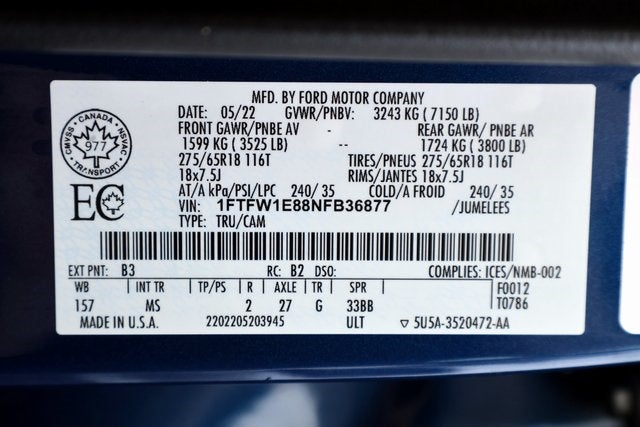 MFD. BY FORD MOTOR COMPANY
DATE: 05/22 GVWR/PNBV: 3243 KG ( 7150 LB)
FRONT GAWR/PNBE AV - REAR GAWR/ PNBE AR
1599 KG ( 3525 LB) -- 1724 KG ( 3800 LB)
275/65R18 116T TIRES/PNEUS 275/65R18 116T
18x7.5J RIMS/JANTES 18x7.5J
AT/A kPa/PSI/LPC 240/ 35 COLD/A FROID 240/ 35
VIN: 1FTFW1E88NFB36877 /JUMELEES
TYPE: TRU/CAM
CANADA
CMVSS NSVAC
977
TRANSPORT
EC
EXT PNT: B3 RC: B2 DSO: COMPLIES: ICES/NMB-002
WB INT TR TP/PS R AXLE TR SPR F0012
157 MS 2 27 G 33BB T0786
MADE IN U.S.A. 2202205203945 ULT ▽ 5U5A-3520472-AA